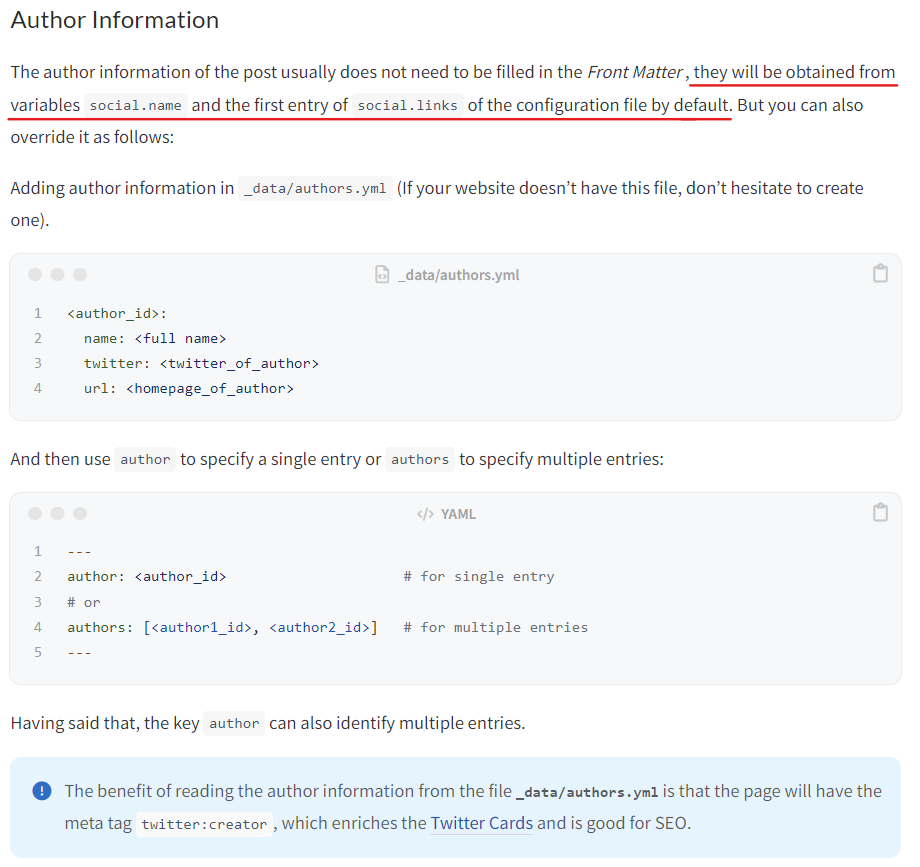 Author Information
The author information of the post usually does not need to be filled in the Front Matter , they will be obtained from
variables social.name and the first entry of social.links of the configuration file by default. But you can also
override it as follows:
Adding author information in _data/authors.yml (If your website doesn’t have this file, don’t hesitate to create
one).
_data/authors.yml
1 <author_id>:
2   name: <full name>
3   twitter: <twitter_of_author>
4   url: <homepage_of_author>
And then use author to specify a single entry or authors to specify multiple entries:
</> YAML
1 ---
2 author: <author_id>                     # for single entry
3 # or
4 authors: [<author1_id>, <author2_id>]   # for multiple entries
5 ---
Having said that, the key author can also identify multiple entries.
The benefit of reading the author information from the file _data/authors.yml is that the page will have the
meta tag twitter:creator , which enriches the Twitter Cards and is good for SEO.